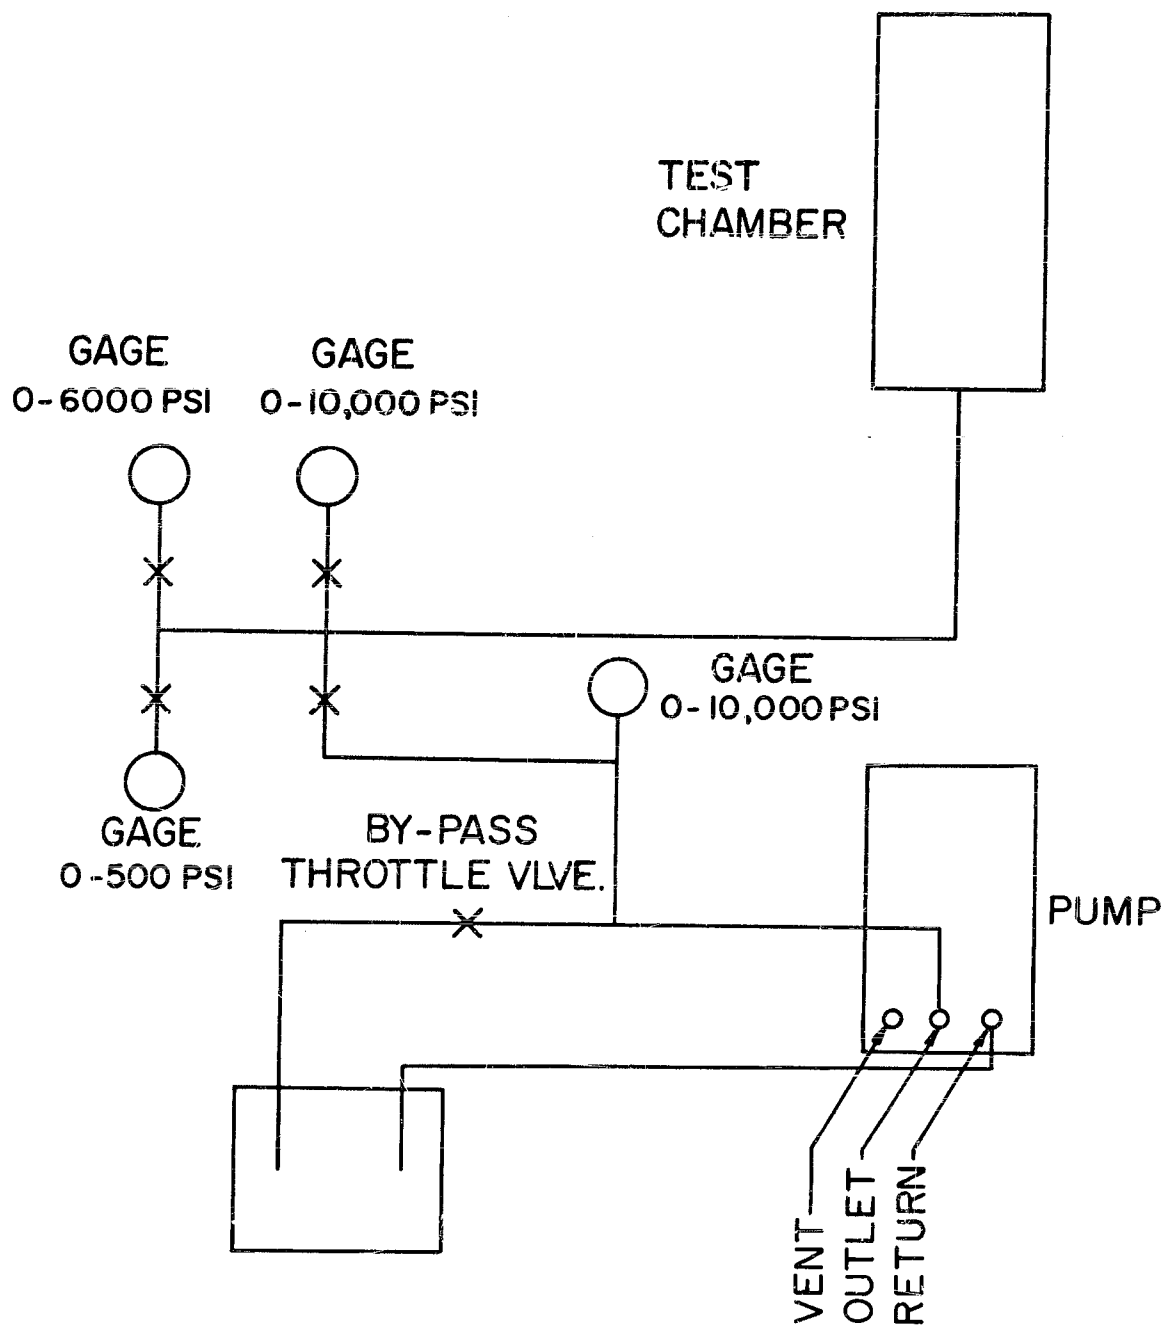 TEST
CHAMBER
GAGE
0-6000 PSI
GAGE
0-10,000 PSI
GAGE
0-10,000 PSI
GAGE
0-500 PSI
BY-PASS
THROTTLE VLVE.
PUMP
VENT
OUTLET
RETURN